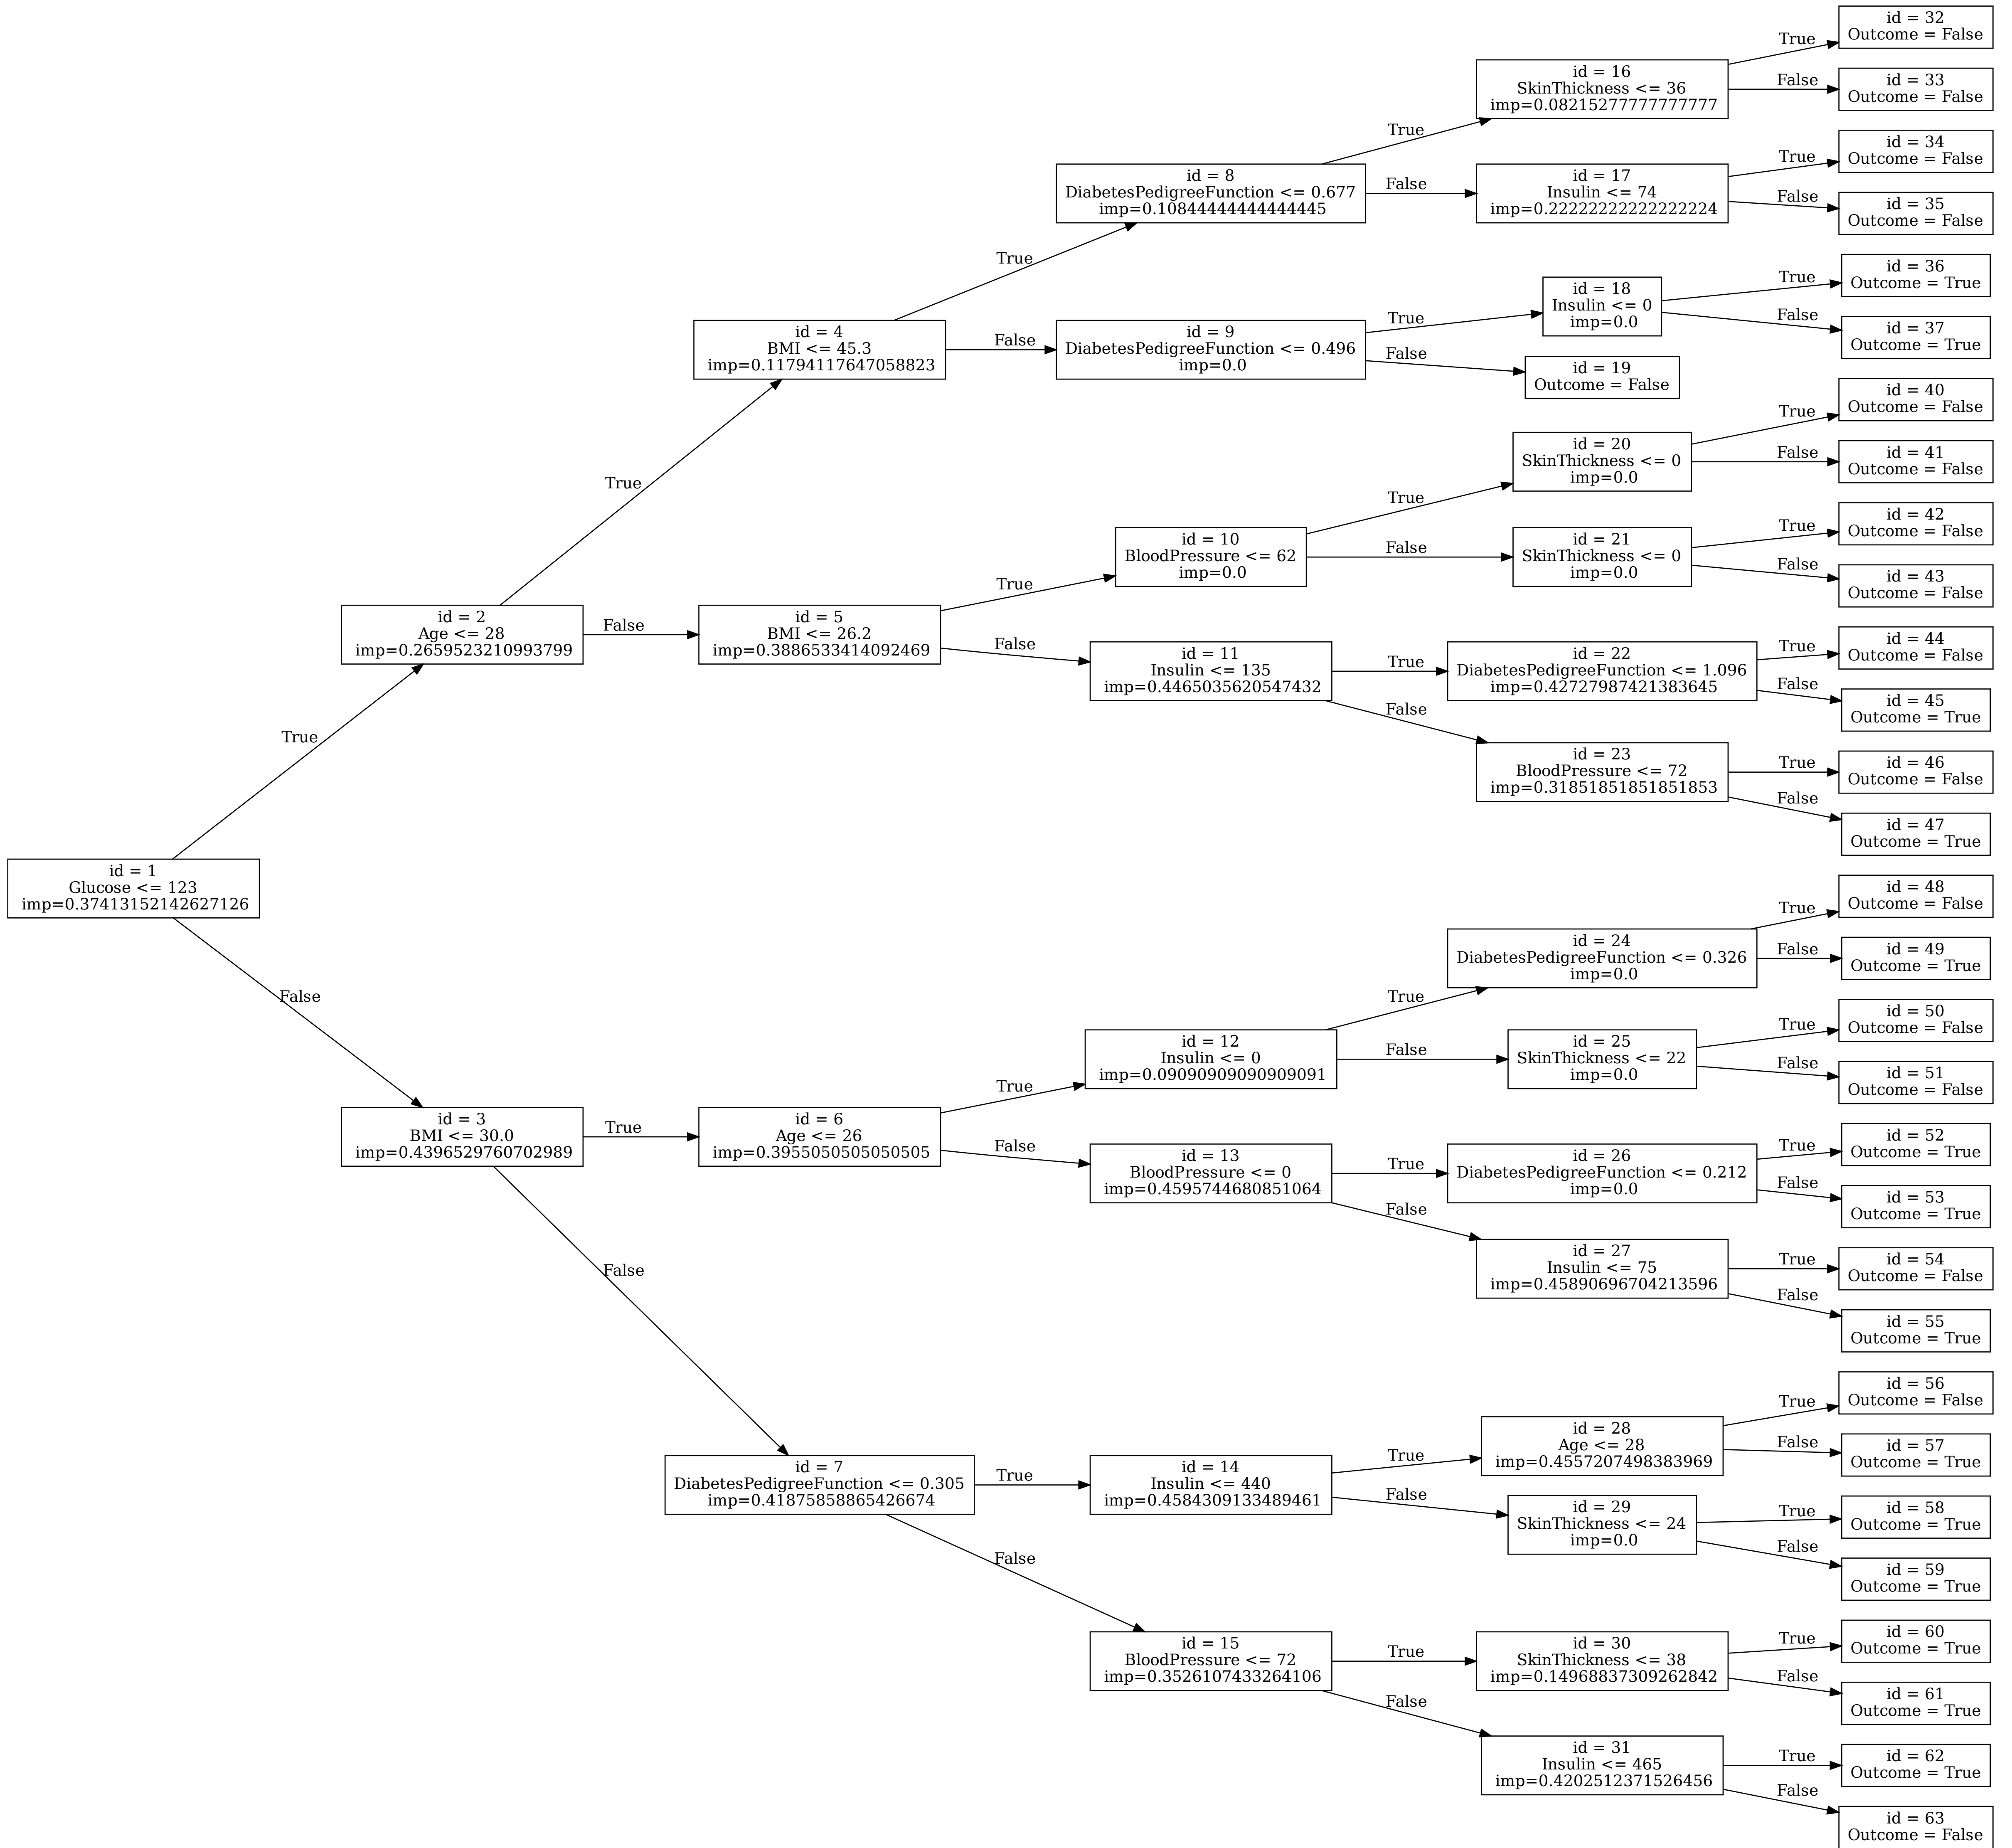 id = 1
Glucose <= 123
imp=0.37413152142627126
True
False
id = 2
Age <= 28
imp=0.2659523210993799
id = 3
BMI <= 30.0
imp=0.4396529760702989
True
False
True
False
id = 4
BMI <= 45.3
imp=0.11794117647058823
id = 5
BMI <= 26.2
imp=0.3886533414092469
id = 6
Age <= 26
imp=0.3955050505050505
id = 7
DiabetesPedigreeFunction <= 0.305
imp=0.41875858865426674
True
False
True
False
True
False
True
False
id = 8
DiabetesPedigreeFunction <= 0.677
imp=0.10844444444444445
id = 9
DiabetesPedigreeFunction <= 0.496
imp=0.0
id = 10
BloodPressure <= 62
imp=0.0
id = 11
Insulin <= 135
imp=0.4465035620547432
id = 12
Insulin <= 0
imp=0.09090909090909091
id = 13
BloodPressure <= 0
imp=0.4595744680851064
id = 14
Insulin <= 440
imp=0.4584309133489461
id = 15
BloodPressure <= 72
imp=0.3526107433264106
True
False
True
False
True
False
True
False
True
False
True
False
True
False
True
False
id = 16
SkinThickness <= 36
imp=0.08215277777777777
id = 17
Insulin <= 74
imp=0.22222222222222224
id = 18
Insulin <= 0
imp=0.0
id = 19
Outcome = False
id = 20
SkinThickness <= 0
imp=0.0
id = 21
SkinThickness <= 0
imp=0.0
id = 22
DiabetesPedigreeFunction <= 1.096
imp=0.42727987421383645
id = 23
BloodPressure <= 72
imp=0.31851851851851853
id = 24
DiabetesPedigreeFunction <= 0.326
imp=0.0
id = 25
SkinThickness <= 22
imp=0.0
id = 26
DiabetesPedigreeFunction <= 0.212
imp=0.0
id = 27
Insulin <= 75
imp=0.45890696704213596
id = 28
Age <= 28
imp=0.4557207498383969
id = 29
SkinThickness <= 24
imp=0.0
id = 30
SkinThickness <= 38
imp=0.14968837309262842
id = 31
Insulin <= 465
imp=0.4202512371526456
True
False
True
False
True
False
True
False
True
False
True
False
True
False
True
False
True
False
True
False
True
False
True
False
True
False
True
False
True
False
id = 32
Outcome = False
id = 33
Outcome = False
id = 34
Outcome = False
id = 35
Outcome = False
id = 36
Outcome = True
id = 37
Outcome = True
id = 40
Outcome = False
id = 41
Outcome = False
id = 42
Outcome = False
id = 43
Outcome = False
id = 44
Outcome = False
id = 45
Outcome = True
id = 46
Outcome = False
id = 47
Outcome = True
id = 48
Outcome = False
id = 49
Outcome = True
id = 50
Outcome = False
id = 51
Outcome = False
id = 52
Outcome = True
id = 53
Outcome = True
id = 54
Outcome = False
id = 55
Outcome = True
id = 56
Outcome = False
id = 57
Outcome = True
id = 58
Outcome = True
id = 59
Outcome = True
id = 60
Outcome = True
id = 61
Outcome = True
id = 62
Outcome = True
id = 63
Outcome = False